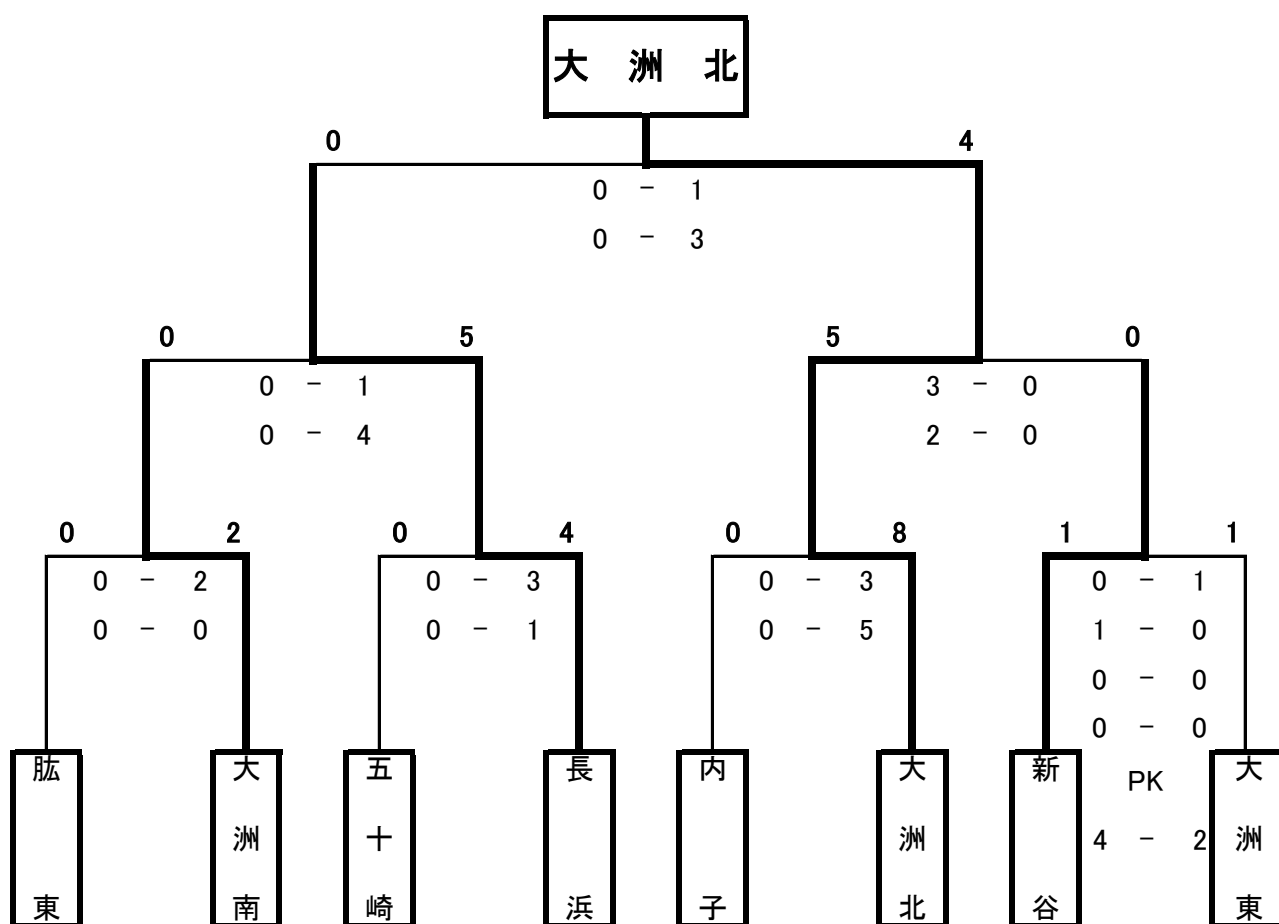 大 洲 北
0 4
0 - 1
0 - 3
0 5 5 0
0 - 1 3 - 0
0 - 4 2 - 0
0 2 0 4 0 8 1 1
0 - 2 0 - 3 0 - 3 0 - 1
0 - 0 0 - 1 0 - 5 1 - 0
0 - 0
0 - 0
PK
4 - 2
肱東
大洲南
五十崎
長浜
内子
大洲北
新谷
大洲東